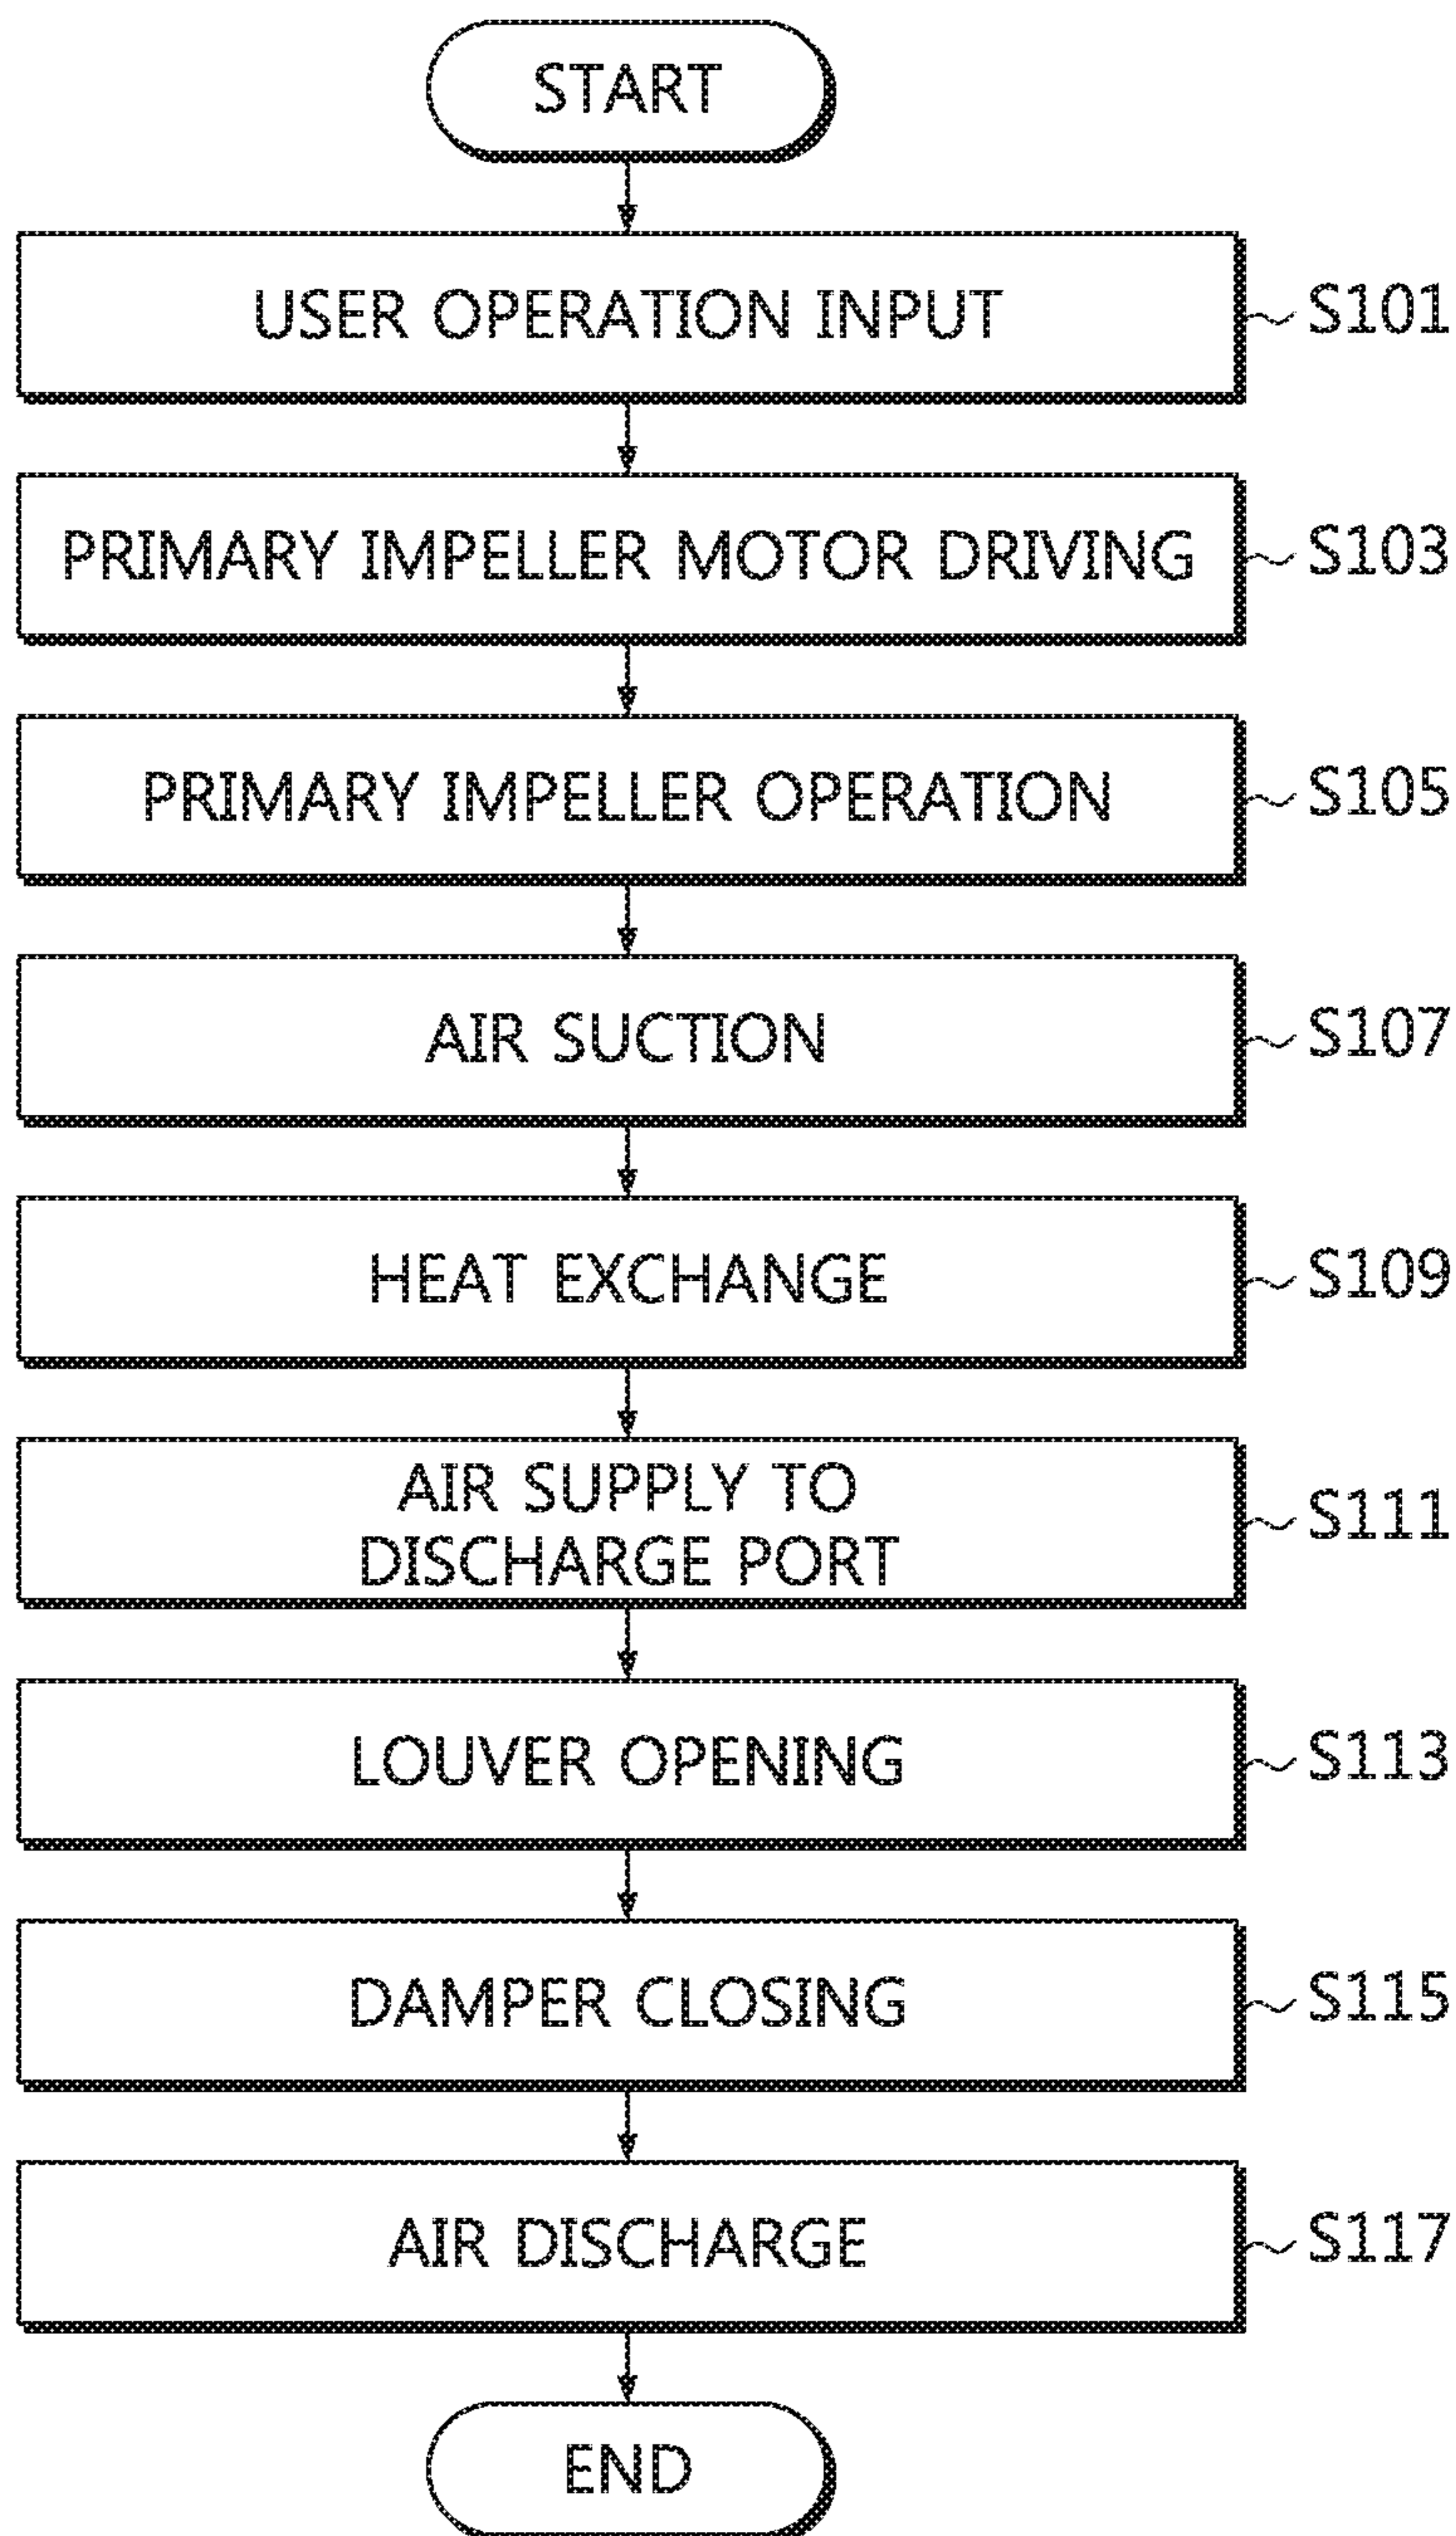 START
USER OPERATION INPUT
S101
PRIMARY IMPELLER MOTOR DRIVING
S103
PRIMARY IMPELLER OPERATION
S105
AIR SUCTION
S107
HEAT EXCHANGE
S109
AIR SUPPLY TO
DISCHARGE PORT
S111
LOUVER OPENING
S113
DAMPER CLOSING
S115
AIR DISCHARGE
S117
END